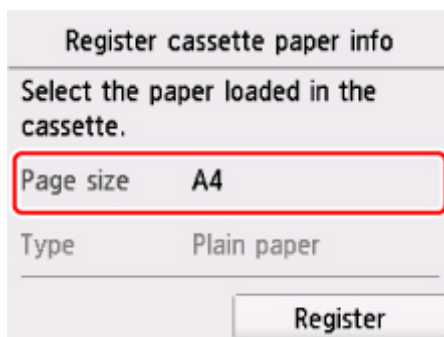 Register cassette paper info
Select the paper loaded in the
cassette.
Page size A4
Type Plain paper
Register